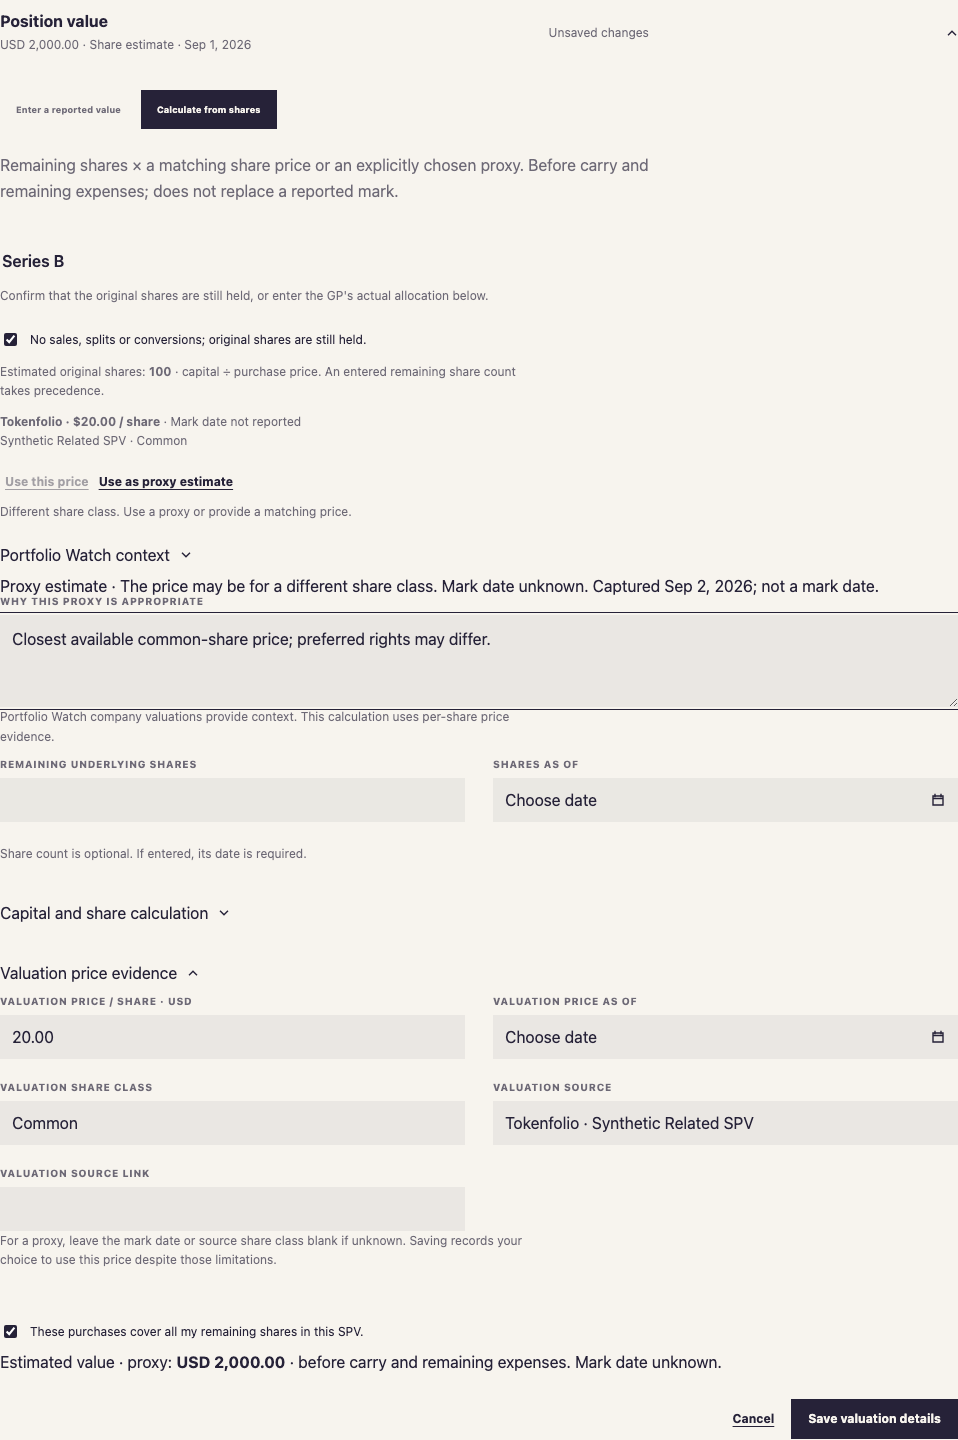 Position value
USD 2,000.00 · Share estimate · Sep 1, 2026
Unsaved changes
Enter a reported value
Calculate from shares
Remaining shares × a matching share price or an explicitly chosen proxy. Before carry and
remaining expenses; does not replace a reported mark.
Series B
Confirm that the original shares are still held, or enter the GP's actual allocation below.
No sales, splits or conversions; original shares are still held.
Estimated original shares: 100 · capital ÷ purchase price. An entered remaining share count
takes precedence.
Tokenfolio · $20.00 / share · Mark date not reported
Synthetic Related SPV · Common
Use this price Use as proxy estimate
Different share class. Use a proxy or provide a matching price.
Portfolio Watch context
Proxy estimate · The price may be for a different share class. Mark date unknown. Captured Sep 2, 2026; not a mark date.
WHY THIS PROXY IS APPROPRIATE
Closest available common-share price; preferred rights may differ.
Portfolio Watch company valuations provide context. This calculation uses per-share price
evidence.
REMAINING UNDERLYING SHARES
SHARES AS OF
Choose date
Share count is optional. If entered, its date is required.
Capital and share calculation
Valuation price evidence
VALUATION PRICE / SHARE · USD
20.00
VALUATION PRICE AS OF
Choose date
VALUATION SHARE CLASS
Common
VALUATION SOURCE
Tokenfolio · Synthetic Related SPV
VALUATION SOURCE LINK
For a proxy, leave the mark date or source share class blank if unknown. Saving records your
choice to use this price despite those limitations.
These purchases cover all my remaining shares in this SPV.
Estimated value · proxy: USD 2,000.00 · before carry and remaining expenses. Mark date unknown.
Cancel
Save valuation details